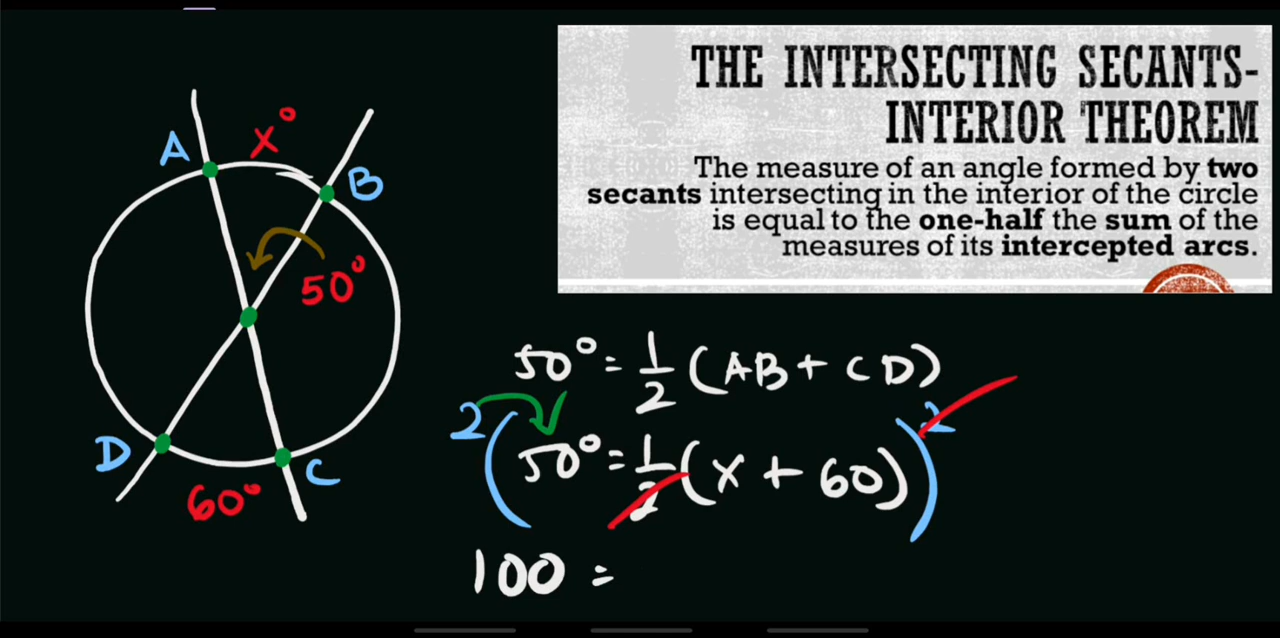 THE INTERSECTING SECANTS-
INTERIOR THEOREM
The measure of an angle formed by two
secants intersecting in the interior of the circle
is equal to the one-half the sum of the
measures of its intercepted arcs.
A
x°
B
50°
D
C
60°
50° = 1/2 (AB + CD)
2 (50° = 1/2 (x + 60)) 2
100 =